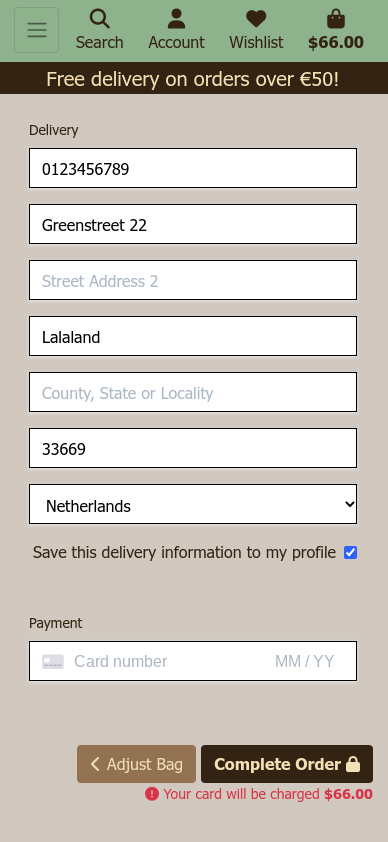 Search Account Wishlist $66.00
Free delivery on orders over €50!
Delivery
0123456789
Greenstreet 22
Street Address 2
Lalaland
County, State or Locality
33669
Netherlands
Save this delivery information to my profile
Payment
Card number MM / YY
Adjust Bag Complete Order
Your card will be charged $66.00